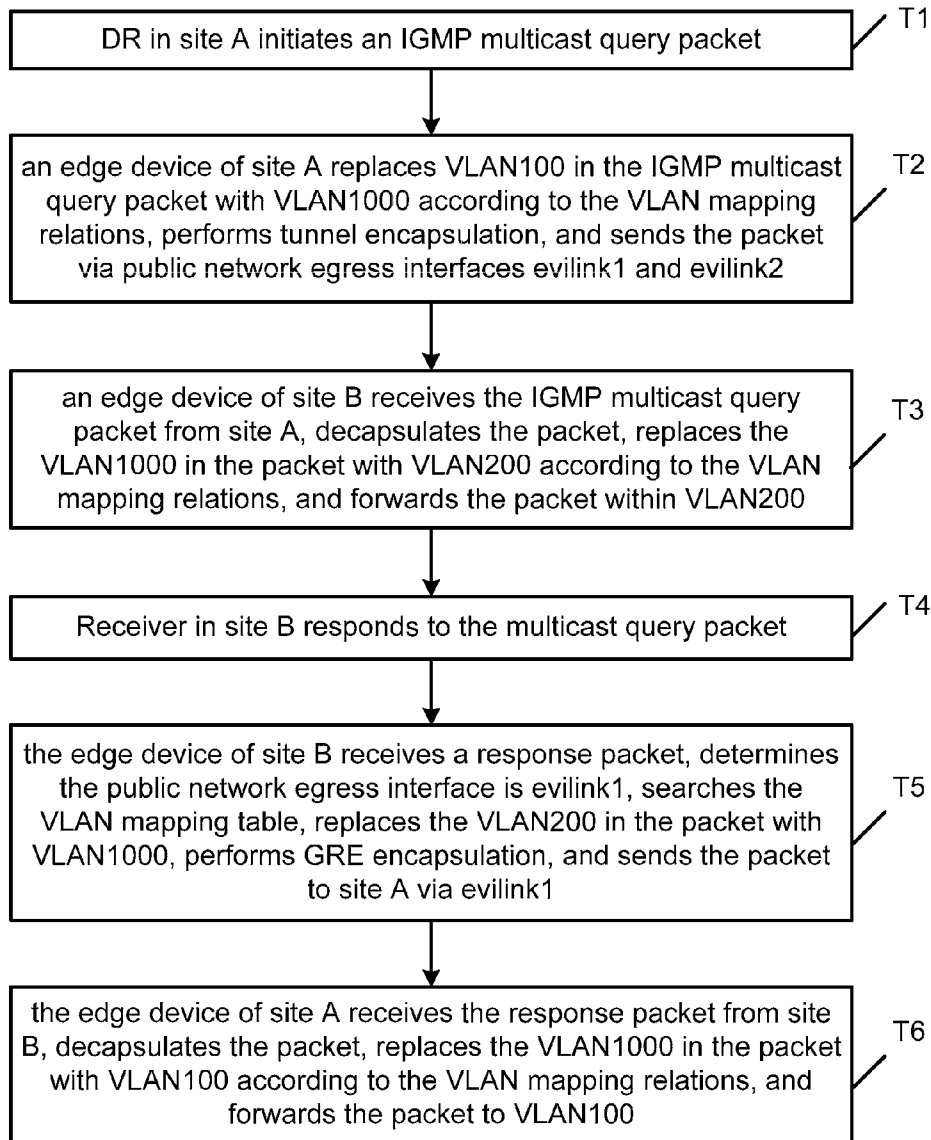 DR in site A initiates an IGMP multicast query packet
T1
an edge device of site A replaces VLAN100 in the IGMP multicast
query packet with VLAN1000 according to the VLAN mapping
relations, performs tunnel encapsulation, and sends the packet
via public network egress interfaces evilink1 and evilink2
T2
an edge device of site B receives the IGMP multicast query
packet from site A, decapsulates the packet, replaces the
VLAN1000 in the packet with VLAN200 according to the VLAN
mapping relations, and forwards the packet within VLAN200
T3
Receiver in site B responds to the multicast query packet
T4
the edge device of site B receives a response packet, determines
the public network egress interface is evilink1, searches the
VLAN mapping table, replaces the VLAN200 in the packet with
VLAN1000, performs GRE encapsulation, and sends the packet
to site A via evilink1
T5
the edge device of site A receives the response packet from site
B, decapsulates the packet, replaces the VLAN1000 in the packet
with VLAN100 according to the VLAN mapping relations, and
forwards the packet to VLAN100
T6